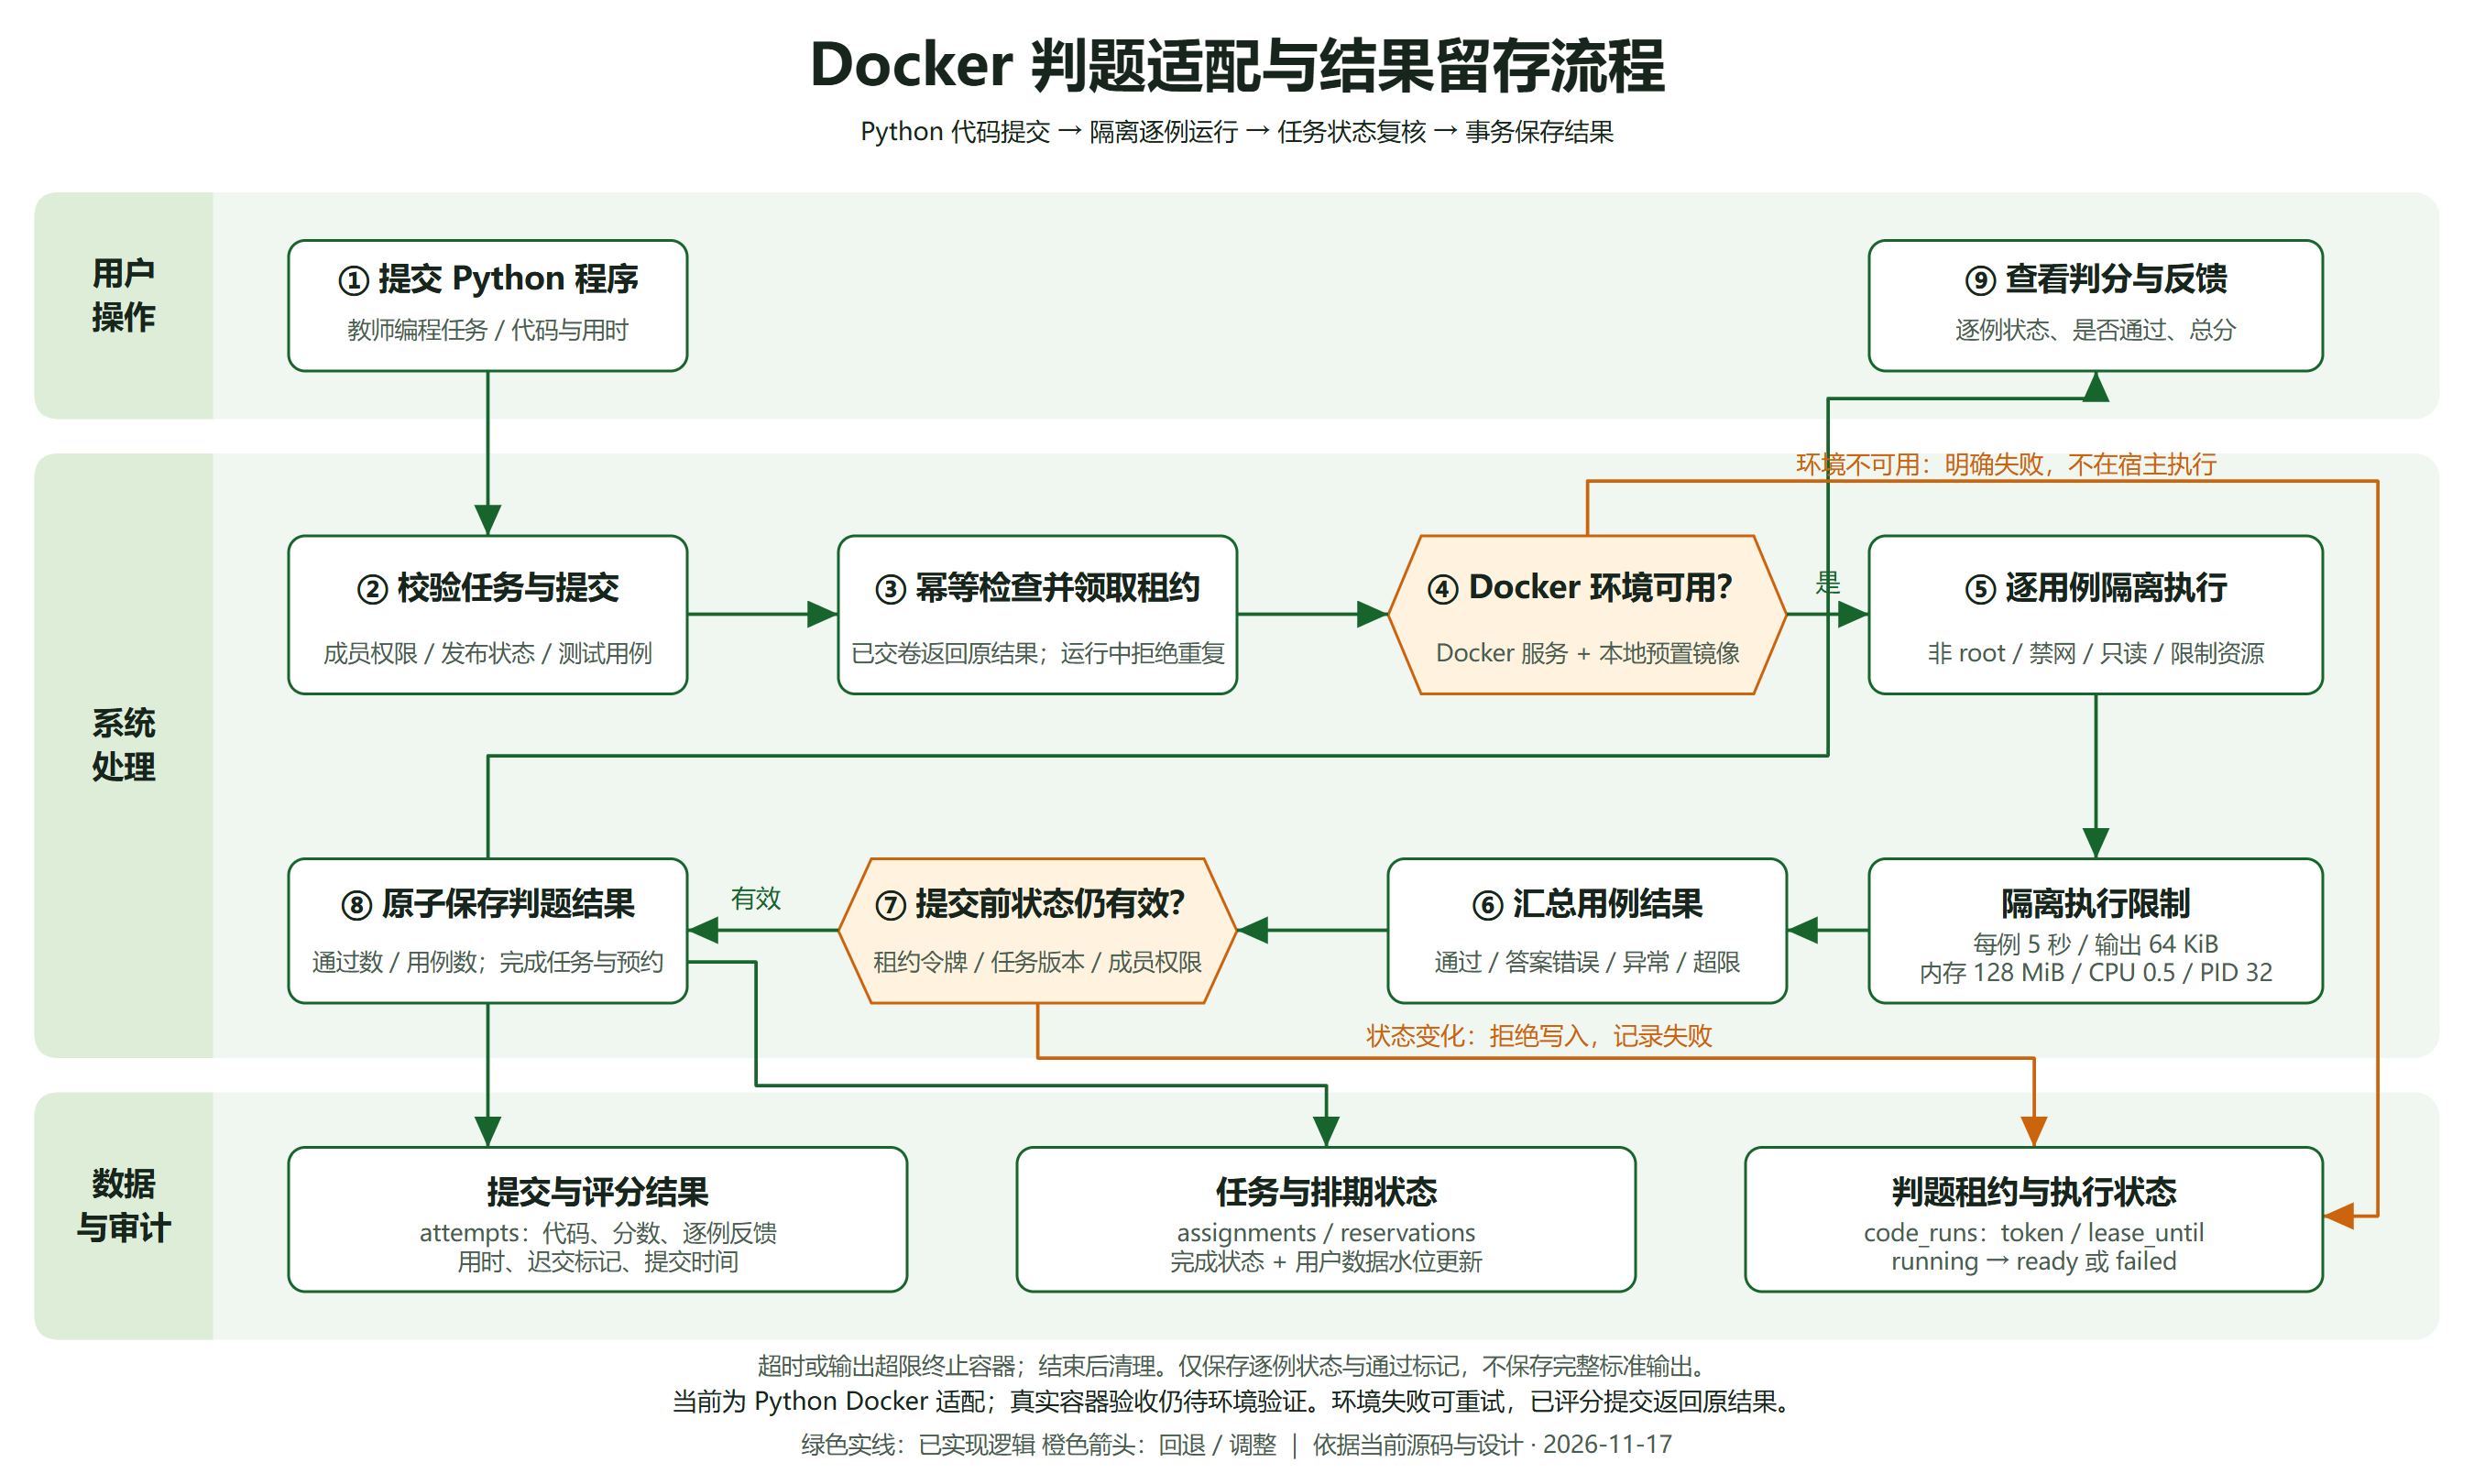 Docker 判题适配与结果留存流程
Python 代码提交 → 隔离逐例运行 → 任务状态复核 → 事务保存结果
用户
操作
① 提交 Python 程序
教师编程任务 / 代码与用时
⑨ 查看判分与反馈
逐例状态、是否通过、总分
环境不可用：明确失败，不在宿主执行
系统
处理
② 校验任务与提交
成员权限 / 发布状态 / 测试用例
③ 幂等检查并领取租约
已交卷返回原结果；运行中拒绝重复
④ Docker 环境可用?
Docker 服务 + 本地预置镜像
是
⑤ 逐用例隔离执行
非 root / 禁网 / 只读 / 限制资源
⑧ 原子保存判题结果
通过数 / 用例数；完成任务与预约
有效
⑦ 提交前状态仍有效?
租约令牌 / 任务版本 / 成员权限
⑥ 汇总用例结果
通过 / 答案错误 / 异常 / 超限
隔离执行限制
每例 5 秒 / 输出 64 KiB
内存 128 MiB / CPU 0.5 / PID 32
状态变化：拒绝写入，记录失败
数据
与审计
提交与评分结果
attempts：代码、分数、逐例反馈
用时、迟交标记、提交时间
任务与排期状态
assignments / reservations
完成状态 + 用户数据水位更新
判题租约与执行状态
code_runs：token / lease_until
running → ready 或 failed
超时或输出超限终止容器；结束后清理。仅保存逐例状态与通过标记，不保存完整标准输出。
当前为 Python Docker 适配；真实容器验收仍待环境验证。环境失败可重试，已评分提交返回原结果。
绿色实线：已实现逻辑 橙色箭头：回退 / 调整 ｜ 依据当前源码与设计 · 2026-11-17